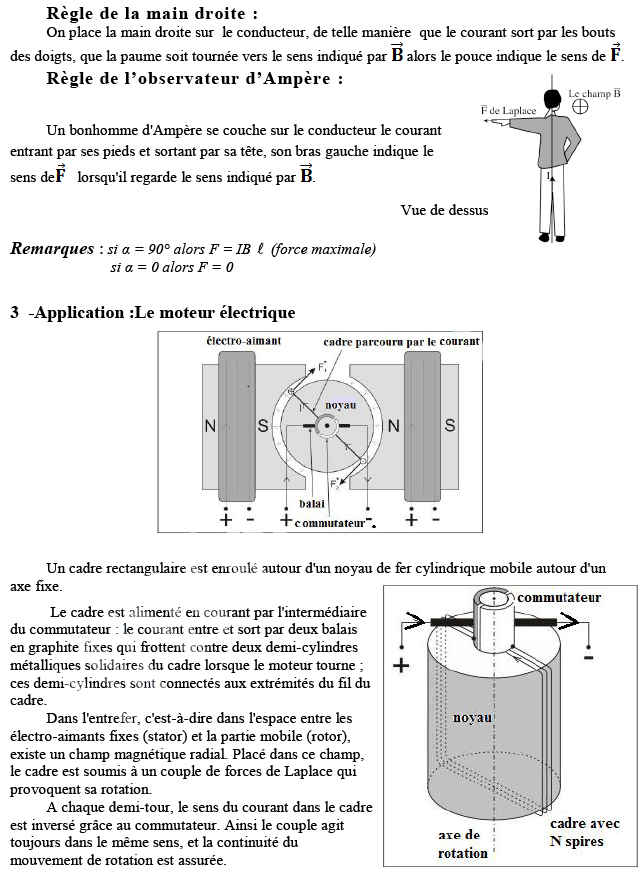 Règle de la main droite :
On place la main droite sur le conducteur, de telle manière que le courant sort par les bouts
des doigts, que la paume soit tournée vers le sens indiqué par B alors le pouce indique le sens de F.
Règle de l'observateur d'Ampère :
Le champ B
F de Laplace
I
Un bonhomme d'Ampère se couche sur le conducteur le courant
entrant par ses pieds et sortant par sa tête, son bras gauche indique le
sens deF lorsqu'il regarde le sens indiqué par B.
Vue de dessus
Remarques : si α = 90° alors F = IB ℓ (force maximale)
si α = 0 alors F = 0
3 -Application :Le moteur électrique
électro-aimant cadre parcouru par le courant
F1
noyau
N S N S
F2
balai
+ - +commutateur-. + -
Un cadre rectangulaire est enroulé autour d'un noyau de fer cylindrique mobile autour d'un
axe fixe.
Le cadre est alimenté en courant par l'intermédiaire
du commutateur : le courant entre et sort par deux balais
en graphite fixes qui frottent contre deux demi-cylindres
métalliques solidaires du cadre lorsque le moteur tourne ;
ces demi-cylindres sont connectés aux extrémités du fil du
cadre.
Dans l'entrefer, c'est-à-dire dans l'espace entre les
électro-aimants fixes (stator) et la partie mobile (rotor),
existe un champ magnétique radial. Placé dans ce champ,
le cadre est soumis à un couple de forces de Laplace qui
provoquent sa rotation.
A chaque demi-tour, le sens du courant dans le cadre
est inversé grâce au commutateur. Ainsi le couple agit
toujours dans le même sens, et la continuité du
mouvement de rotation est assurée.
commutateur
+ -
noyau
cadre avec
N spires
axe de
rotation